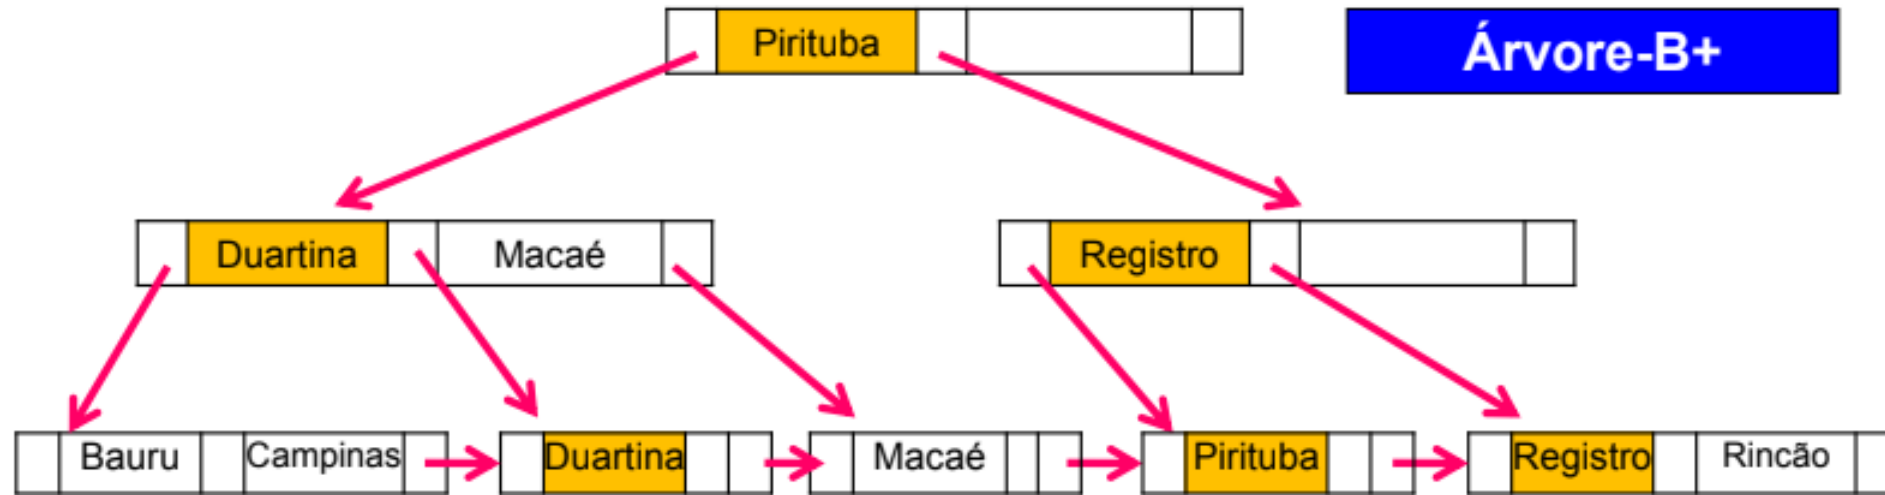 Pirituba
Árvore-B+
Duartina Macaé
Registro
Bauru Campinas
Duartina
Macaé
Pirituba
Registro Rincão